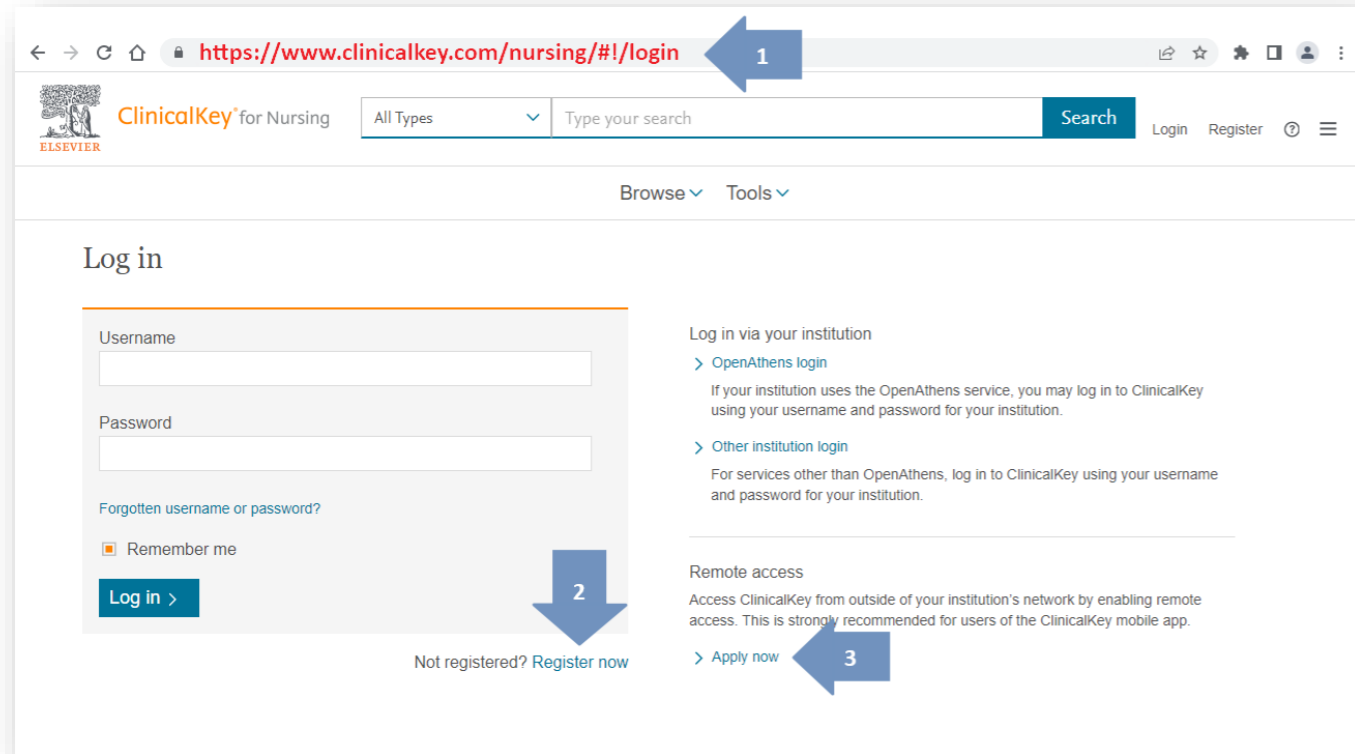 https://www.clinicalkey.com/nursing/#!/login
1
ELSEVIER
ClinicalKey® for Nursing
All Types
Type your search
Search
Login
Register
Browse
Tools
Log in
Username
Password
Forgotten username or password?
Remember me
Log in
2
Not registered? Register now
Log in via your institution
OpenAthens login
If your institution uses the OpenAthens service, you may log in to ClinicalKey
using your username and password for your institution.
Other institution login
For services other than OpenAthens, log in to ClinicalKey using your username
and password for your institution.
Remote access
Access ClinicalKey from outside of your institution's network by enabling remote
access. This is strongly recommended for users of the ClinicalKey mobile app.
Apply now
3